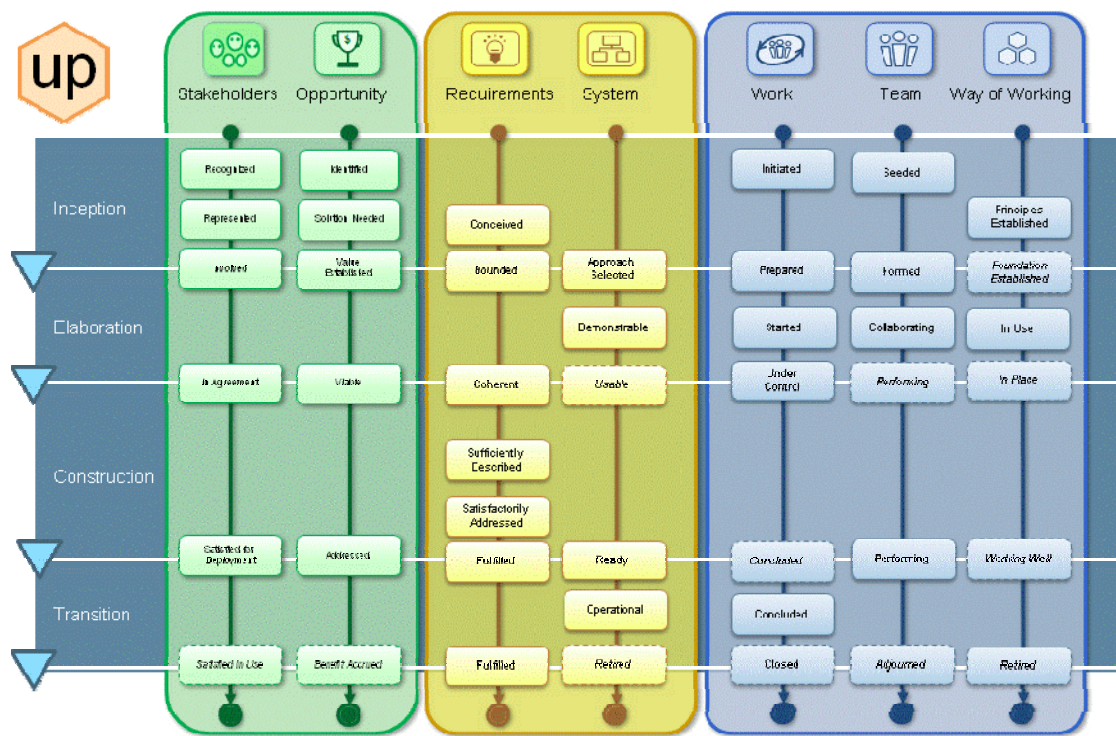 up
Stakeholders Opportunity Recuirements System Work Team Way of Working
Recognized Identified Initiated Seeded
Inception
Represented Solution Needed Conceived Principles
Established
Involved Value
Established Bounded Approach
Selected Prepared Formed Foundation
Established
Elaboration
Demonstrable Started Collaborating In Use
In Agreement Viable Coherent Usable Under
Control Performing In Place
Sufficiently
Described
Construction
Satisfactorily
Addressed
Satisfied for
Deployment Addressed Fulfilled Ready Concluded Performing Working Well
Transition
Operational Concluded
Satisfied In Use Benefit Accrued Fulfilled Retired Closed Adjourned Retired